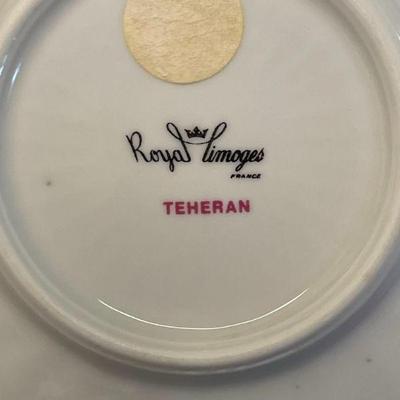 Royal Limoges
FRANCE
TEHERAN